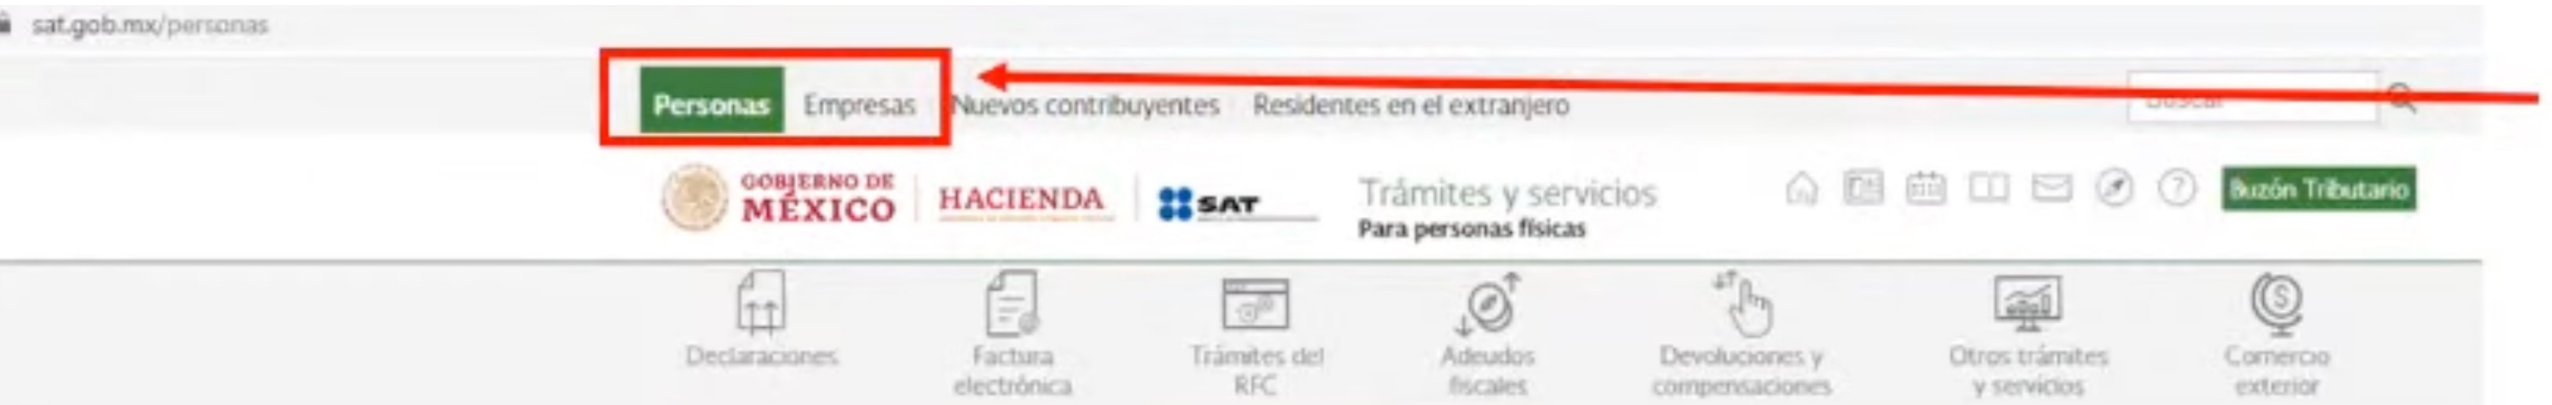 sat.gob.mx/personas
Personas Empresas Nuevos contribuyentes Residentes en el extranjero Buscar
GOBIERNO DE
MÉXICO
HACIENDA
SAT
Trámites y servicios
Para personas físicas
Buzón Tributario
Declaraciones
Factura
electrónica
Trámites del
RFC
Adeudos
fiscales
Devoluciones y
compensaciones
Otros trámites
y servicios
Comercio
exterior